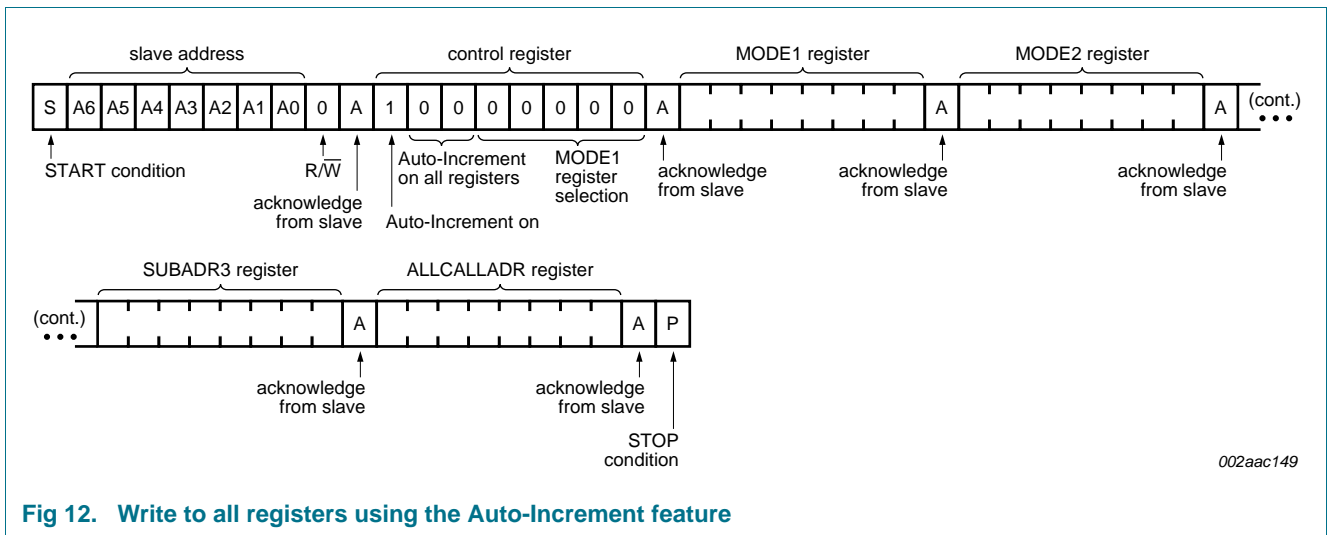 slave address control register MODE1 register MODE2 register
S A6 A5 A4 A3 A2 A1 A0 0 A 1 0 0 0 0 0 0 0 A A A (cont.)
START condition R/W̅ Auto-Increment MODE1 acknowledge acknowledge acknowledge
on all registers register from slave from slave from slave
acknowledge selection
from slave Auto-Increment on
SUBADR3 register ALLCALLADR register
(cont.) A A P
acknowledge acknowledge
from slave from slave
STOP
condition
002aac149
Fig 12. Write to all registers using the Auto-Increment feature